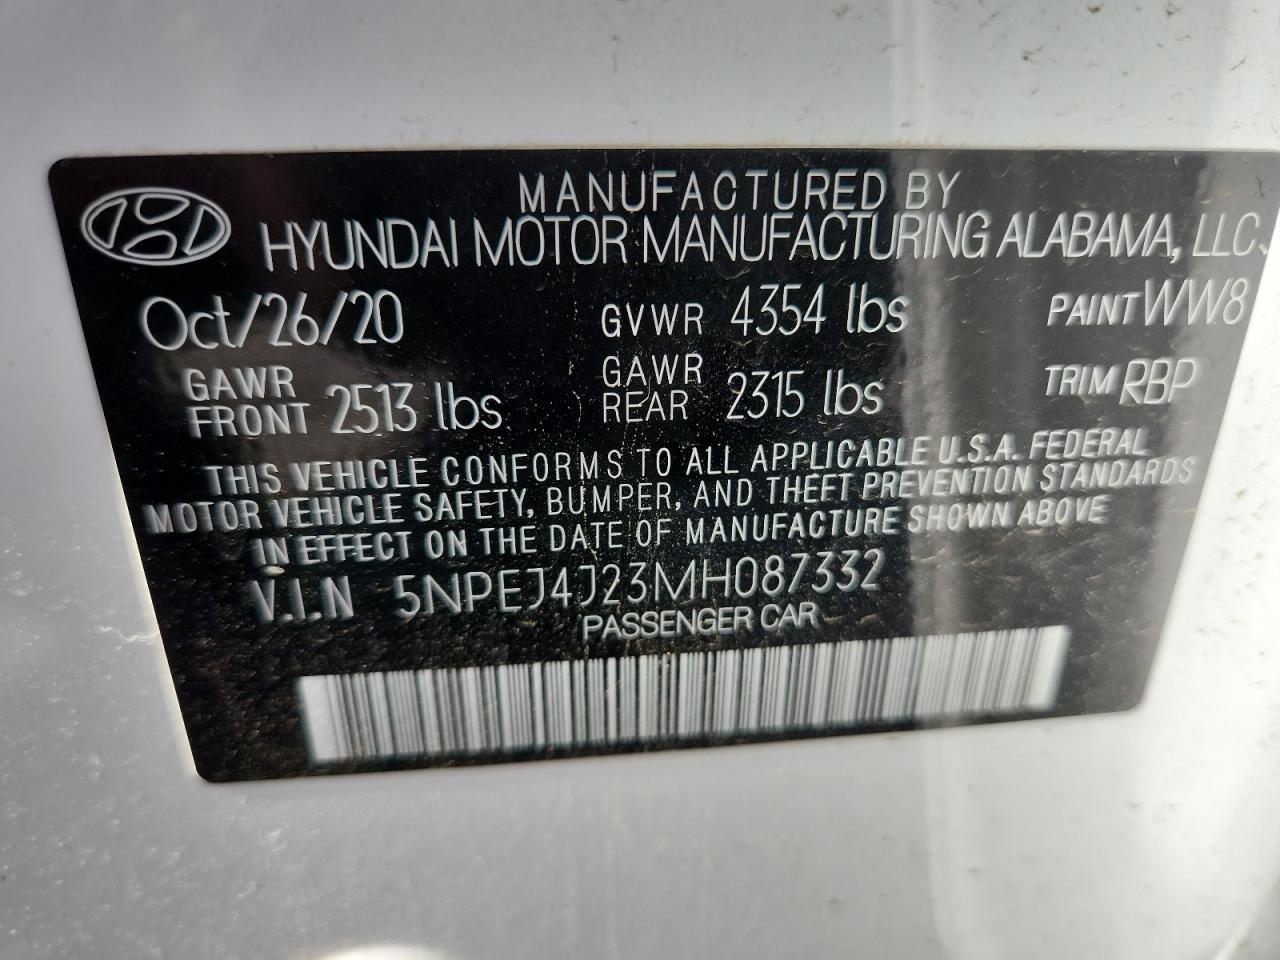 MANUFACTURED BY
HYUNDAI MOTOR MANUFACTURING ALABAMA, LLC.
Oct/26/20 GVWR 4354 lbs PAINT WW8
GAWR FRONT 2513 lbs GAWR REAR 2315 lbs TRIM RBP
THIS VEHICLE CONFORMS TO ALL APPLICABLE U.S.A. FEDERAL
MOTOR VEHICLE SAFETY, BUMPER, AND THEFT PREVENTION STANDARDS
IN EFFECT ON THE DATE OF MANUFACTURE SHOWN ABOVE
V.I.N 5NPEJ4J23MH087332
PASSENGER CAR